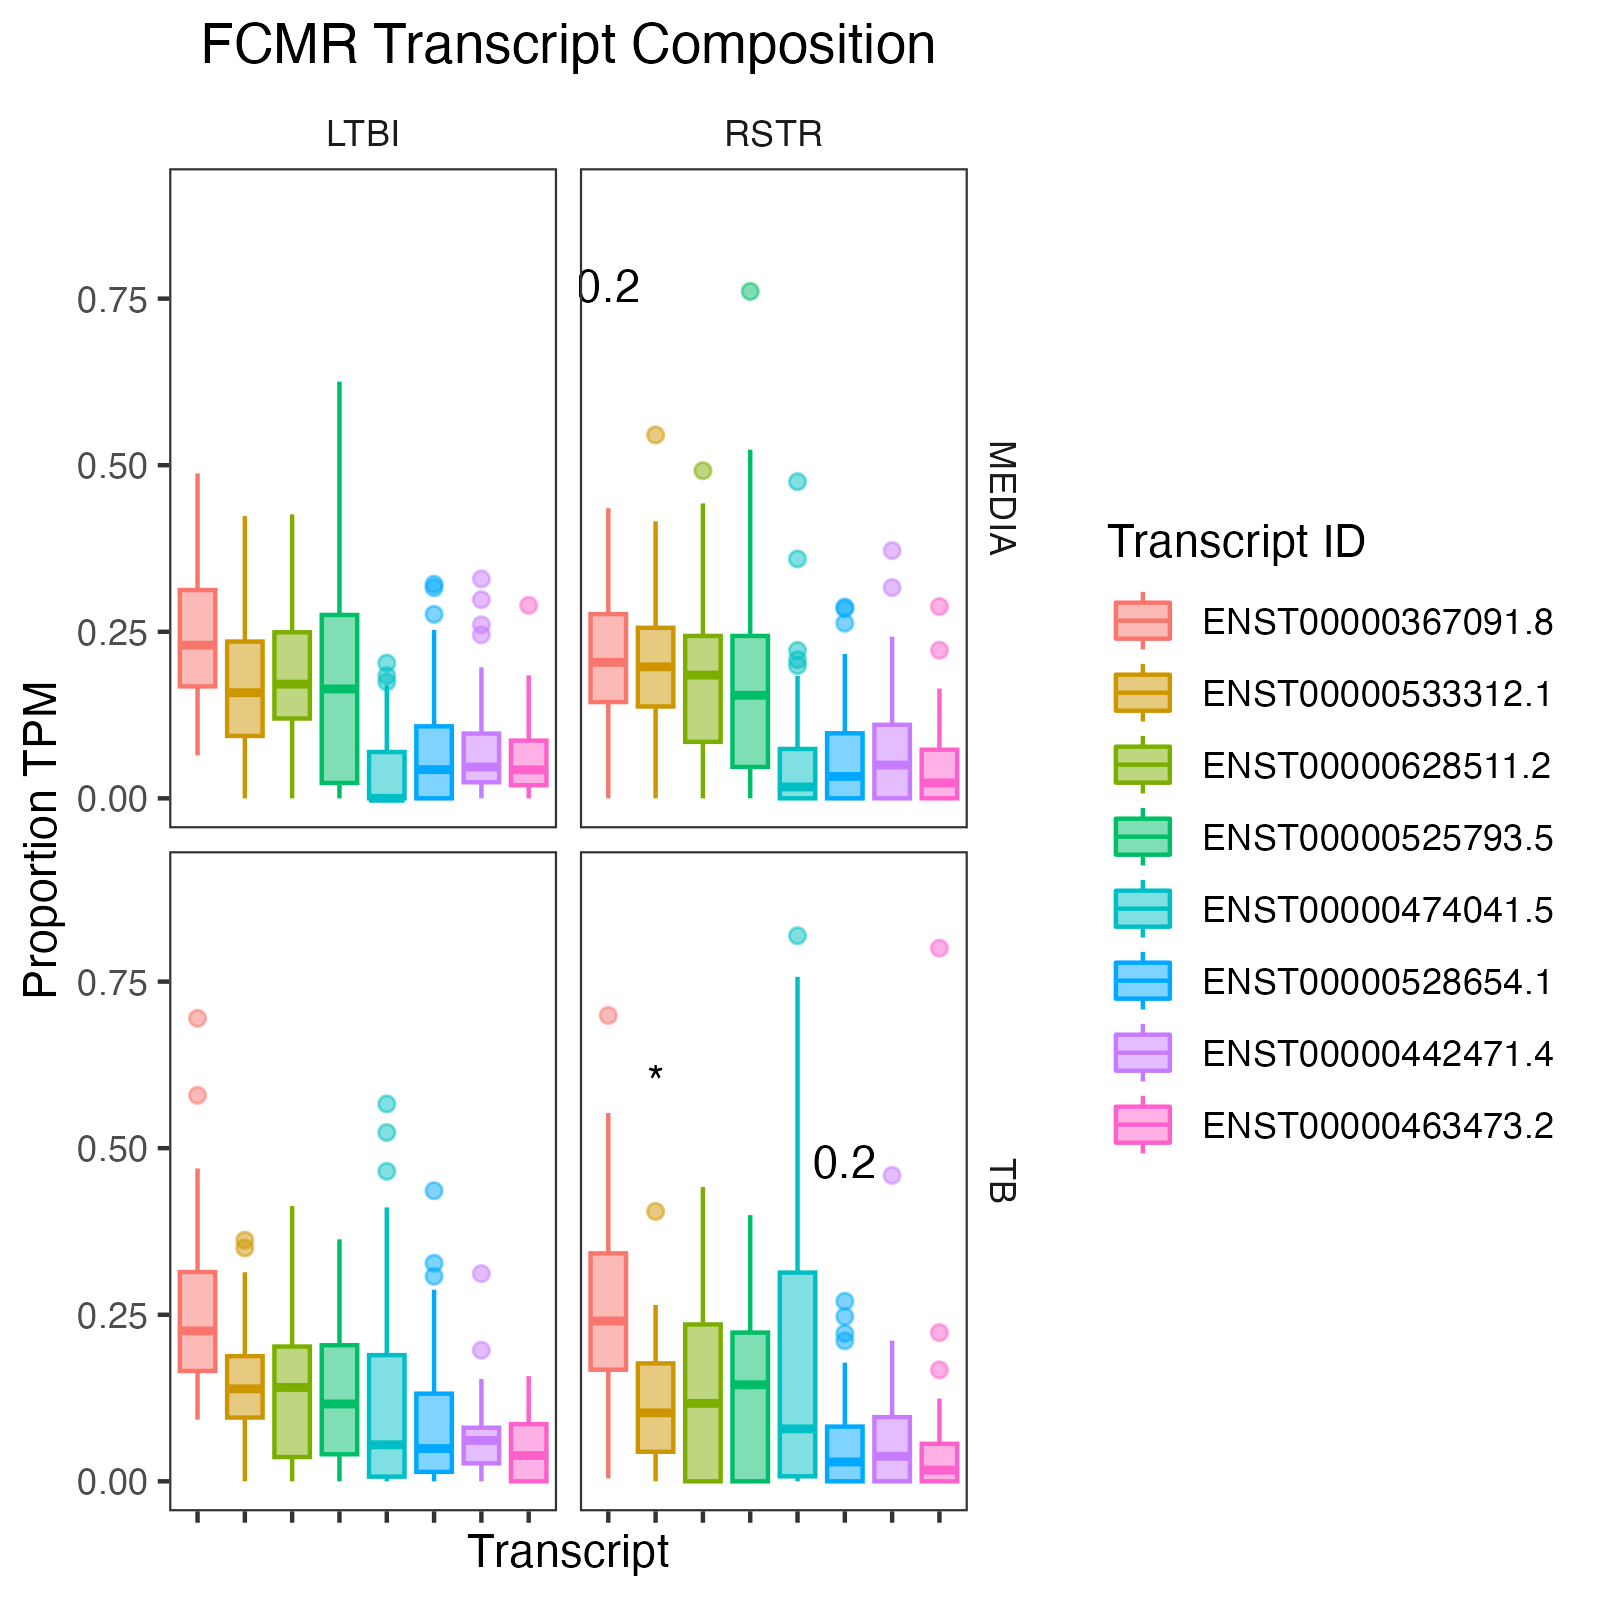 FCMR Transcript Composition
LTBI
RSTR
MEDIA
TB
Proportion TPM
0.75
0.50
0.25
0.00
0.2
0.75
0.50
0.25
0.00
*
0.2
Transcript
Transcript ID
ENST00000367091.8
ENST00000533312.1
ENST00000628511.2
ENST00000525793.5
ENST00000474041.5
ENST00000528654.1
ENST00000442471.4
ENST00000463473.2